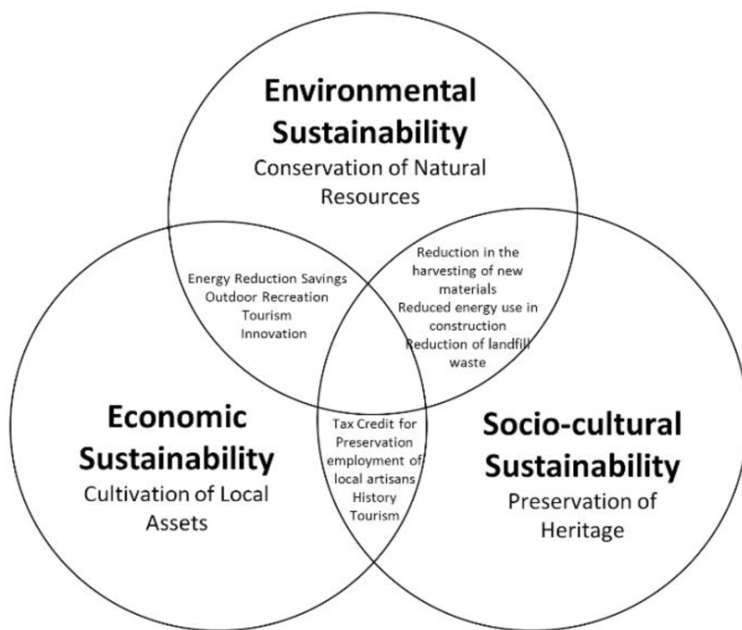 Environmental
Sustainability
Conservation of Natural
Resources
Energy Reduction Savings
Outdoor Recreation
Tourism
Innovation
Reduction in the
harvesting of new
materials
Reduced energy use in
construction
Reduction of landfill
waste
Economic
Sustainability
Cultivation of Local
Assets
Tax Credit for
Preservation
employment of
local artisans
History
Tourism
Socio-cultural
Sustainability
Preservation of
Heritage